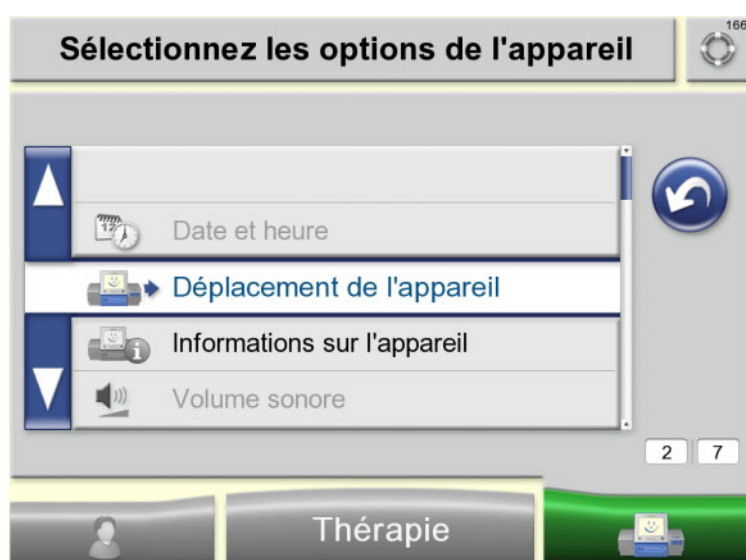 Sélectionnez les options de l'appareil
166
Date et heure
Déplacement de l'appareil
Informations sur l'appareil
Volume sonore
2 7
Thérapie